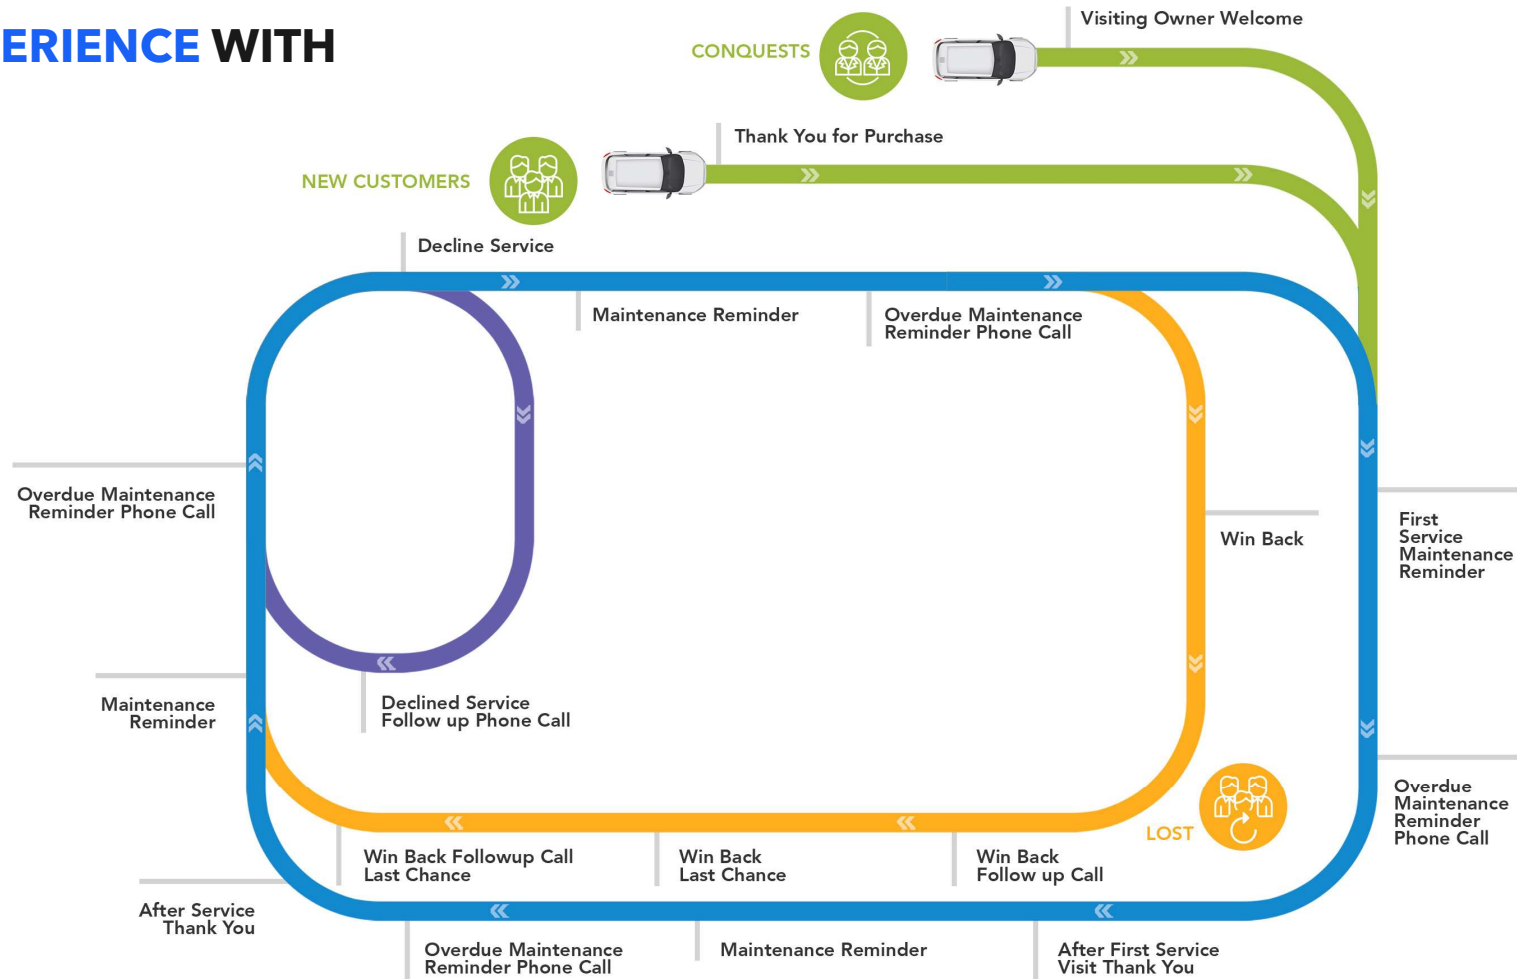 ERIENCE WITH
Visiting Owner Welcome
CONQUESTS
Thank You for Purchase
NEW CUSTOMERS
Decline Service
Maintenance Reminder
Overdue Maintenance
Reminder Phone Call
Overdue Maintenance
Reminder Phone Call
First
Service
Maintenance
Reminder
Win Back
Maintenance
Reminder
Declined Service
Follow up Phone Call
Overdue
Maintenance
Reminder
Phone Call
LOST
Win Back Followup Call
Last Chance
Win Back
Last Chance
Win Back
Follow up Call
After Service
Thank You
Overdue Maintenance
Reminder Phone Call
Maintenance Reminder
After First Service
Visit Thank You